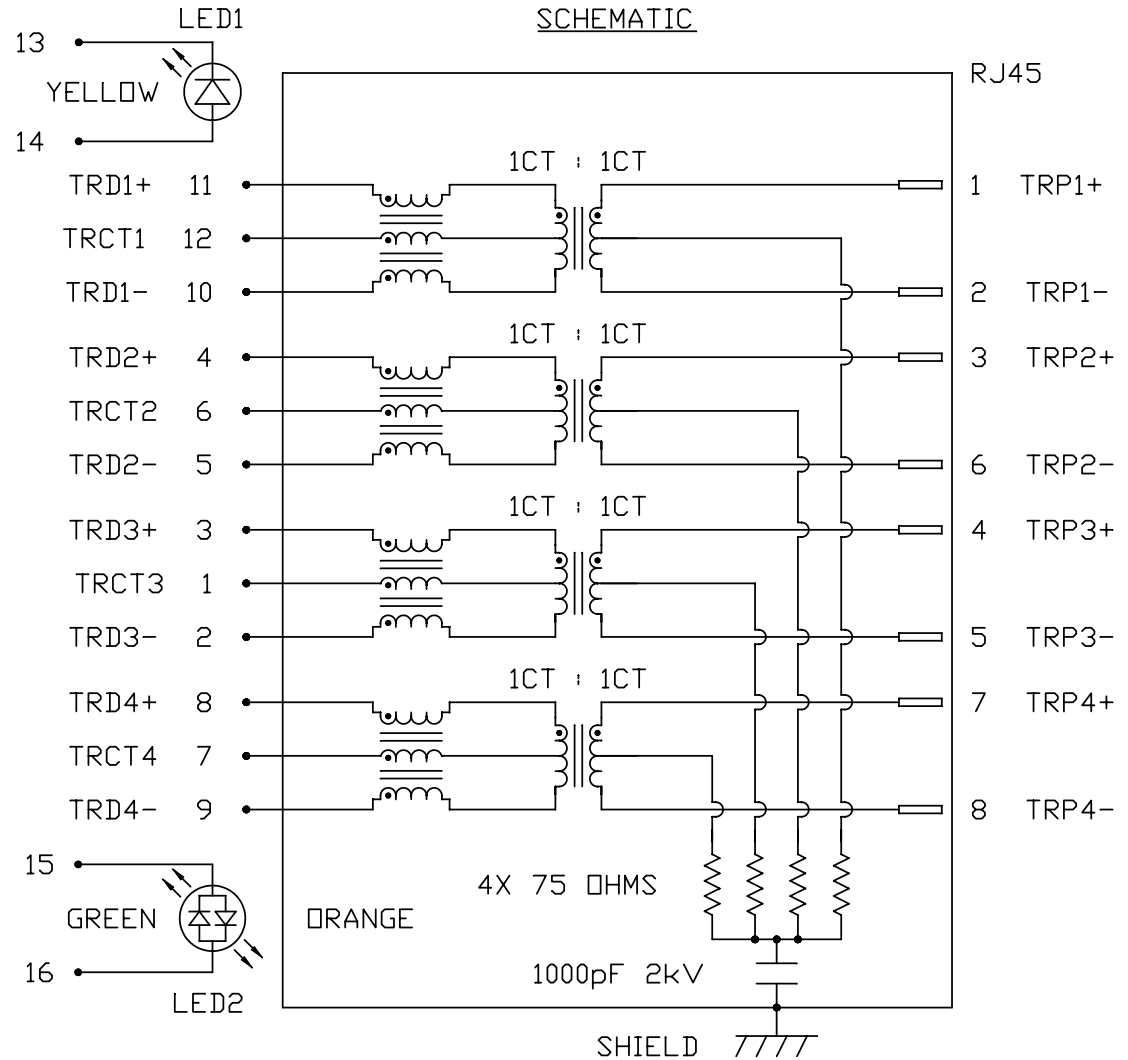 LED1
SCHEMATIC
13
RJ45
YELLOW
14
1CT : 1CT
TRD1+ 11
1 TRP1+
TRCT1 12
TRD1- 10
2 TRP1-
1CT : 1CT
TRD2+ 4
3 TRP2+
TRCT2 6
TRD2- 5
6 TRP2-
1CT : 1CT
TRD3+ 3
4 TRP3+
TRCT3 1
TRD3- 2
5 TRP3-
1CT : 1CT
TRD4+ 8
7 TRP4+
TRCT4 7
TRD4- 9
8 TRP4-
15
4X 75 OHMS
GREEN
ORANGE
16
1000pF 2kV
LED2
SHIELD